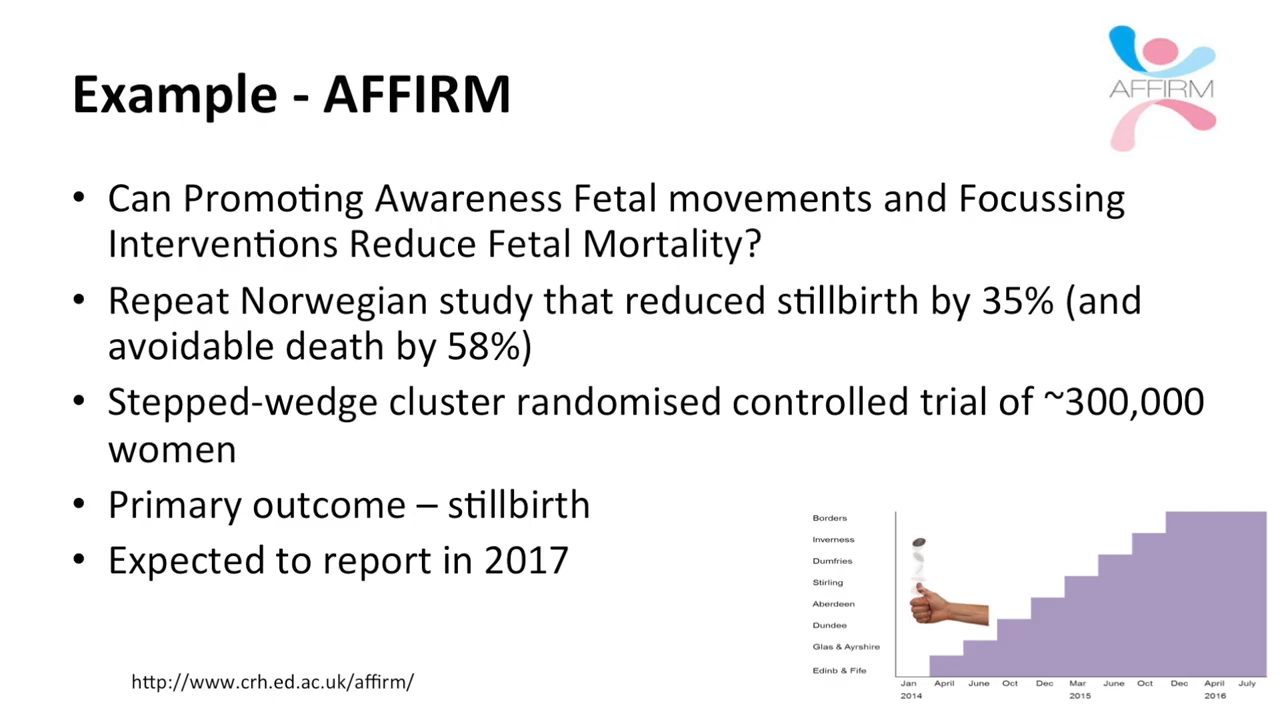 Example - AFFIRM
AFFIRM
• Can Promoting Awareness Fetal movements and Focussing
Interventions Reduce Fetal Mortality?
• Repeat Norwegian study that reduced stillbirth by 35% (and
avoidable death by 58%)
• Stepped-wedge cluster randomised controlled trial of ~300,000
women
• Primary outcome – stillbirth
• Expected to report in 2017
Borders
Inverness
Dumfries
Stirling
Aberdeen
Dundee
Glas & Ayrshire
Edinb & Fife
Jan April June Oct Dec Mar June Oct Dec April July
2014 2015 2016
http://www.crh.ed.ac.uk/affirm/